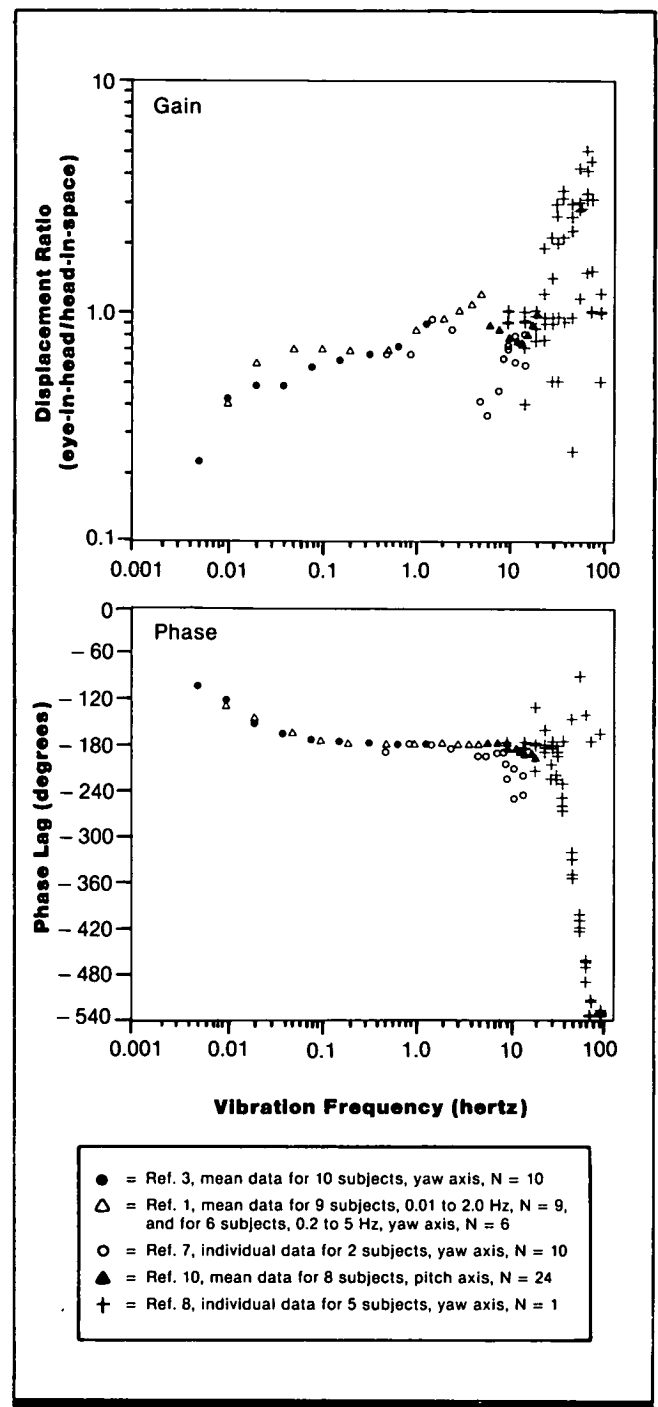 Gain
Displacement Ratio
(eye-in-head/head-in-space)
10
1.0
0.1
0.001 0.01 0.1 1.0 10 100
Phase
Phase Lag (degrees)
0
– 60
– 120
– 180
– 240
– 300
– 360
– 420
– 480
– 540
0.001 0.01 0.1 1.0 10 100
Vibration Frequency (hertz)
● = Ref. 3, mean data for 10 subjects, yaw axis, N = 10
△ = Ref. 1, mean data for 9 subjects, 0.01 to 2.0 Hz, N = 9,
and for 6 subjects, 0.2 to 5 Hz, yaw axis, N = 6
○ = Ref. 7, individual data for 2 subjects, yaw axis, N = 10
▲ = Ref. 10, mean data for 8 subjects, pitch axis, N = 24
+ = Ref. 8, individual data for 5 subjects, yaw axis, N = 1